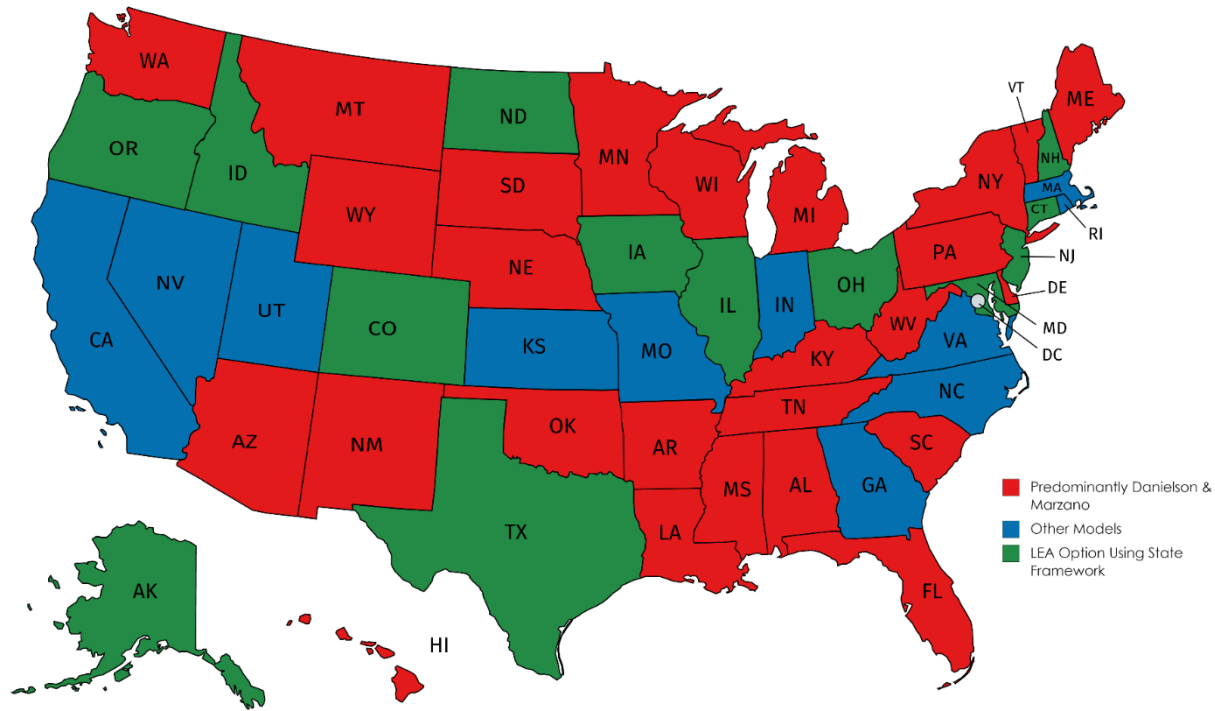 WA
MT
ND
MN
VT
ME
OR
ID
SD
WI
NY
NH
MA
WY
MI
CT
RI
IA
PA
NJ
NE
NV
UT
IL
IN
OH
DE
CA
CO
WV
MD
KS
MO
VA
DC
KY
NC
TN
AZ
NM
OK
AR
SC
MS
AL
GA
Predominantly Danielson &
Marzano
Other Models
LEA Option Using State
Framework
TX
LA
AK
FL
HI